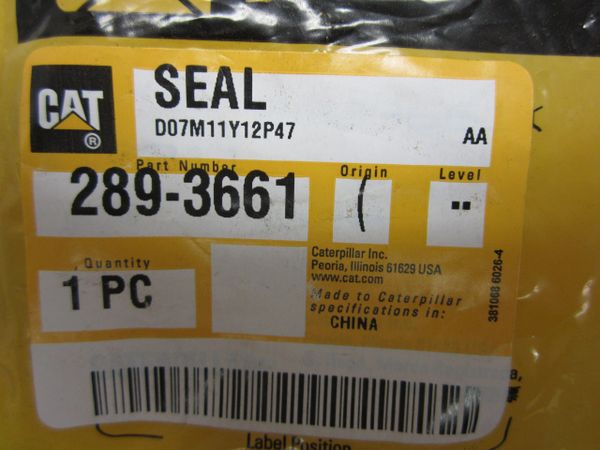 CAT
®
SEAL
D07M11Y12P47
AA
Part Number
Origin
Level
289-3661
(
--
Caterpillar Inc.
Peoria, Illinois 61629 USA
www.cat.com
Quantity
1 PC
Made to Caterpillar
specifications in:
CHINA
381068 6026-4
Label Position